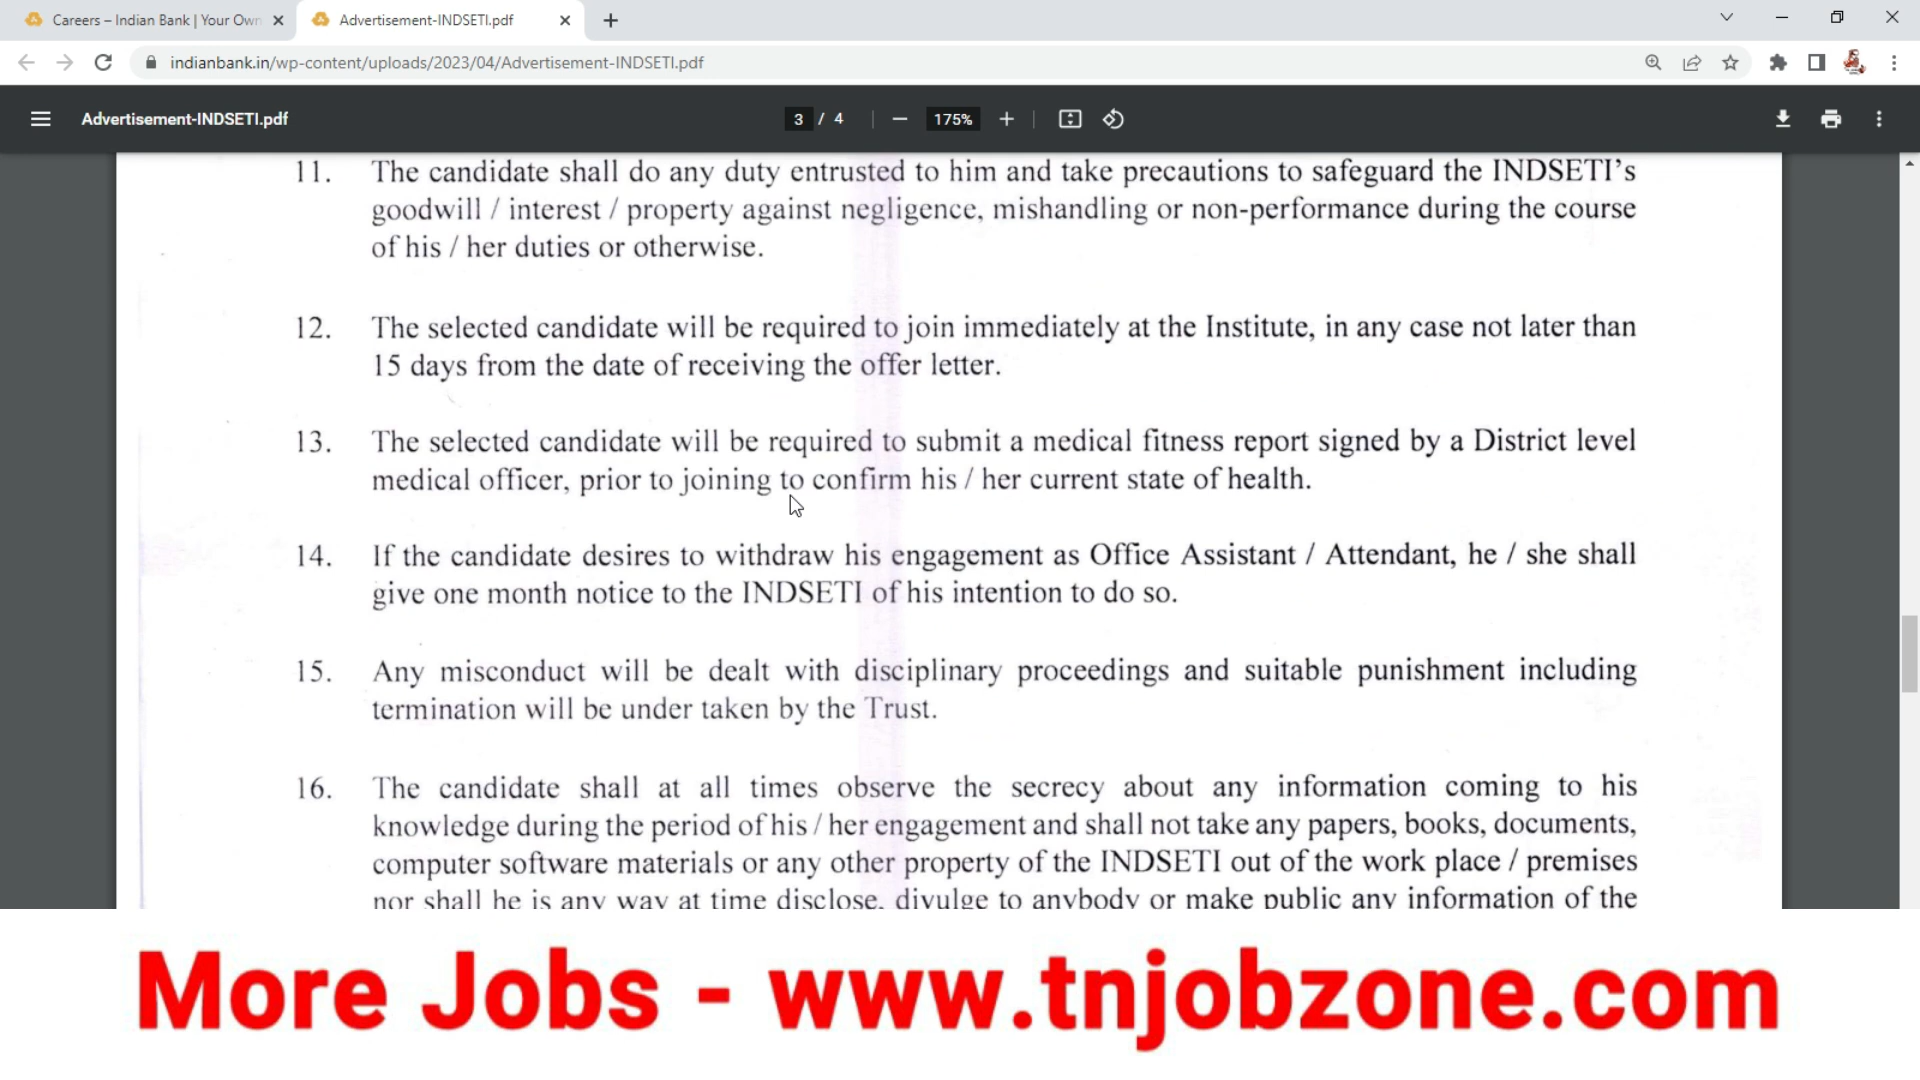 Careers – Indian Bank | Your Own
Advertisement-INDSETI.pdf
indianbank.in/wp-content/uploads/2023/04/Advertisement-INDSETI.pdf
Advertisement-INDSETI.pdf
3 / 4
175%
11. The candidate shall do any duty entrusted to him and take precautions to safeguard the INDSETI's
goodwill / interest / property against negligence, mishandling or non-performance during the course
of his / her duties or otherwise.
12. The selected candidate will be required to join immediately at the Institute, in any case not later than
15 days from the date of receiving the offer letter.
13. The selected candidate will be required to submit a medical fitness report signed by a District level
medical officer, prior to joining to confirm his / her current state of health.
14. If the candidate desires to withdraw his engagement as Office Assistant / Attendant, he / she shall
give one month notice to the INDSETI of his intention to do so.
15. Any misconduct will be dealt with disciplinary proceedings and suitable punishment including
termination will be under taken by the Trust.
16. The candidate shall at all times observe the secrecy about any information coming to his
knowledge during the period of his / her engagement and shall not take any papers, books, documents,
computer software materials or any other property of the INDSETI out of the work place / premises
nor shall he is any way at time disclose, divulge to anybody or make public any information of the
More Jobs - www.tnjobzone.com